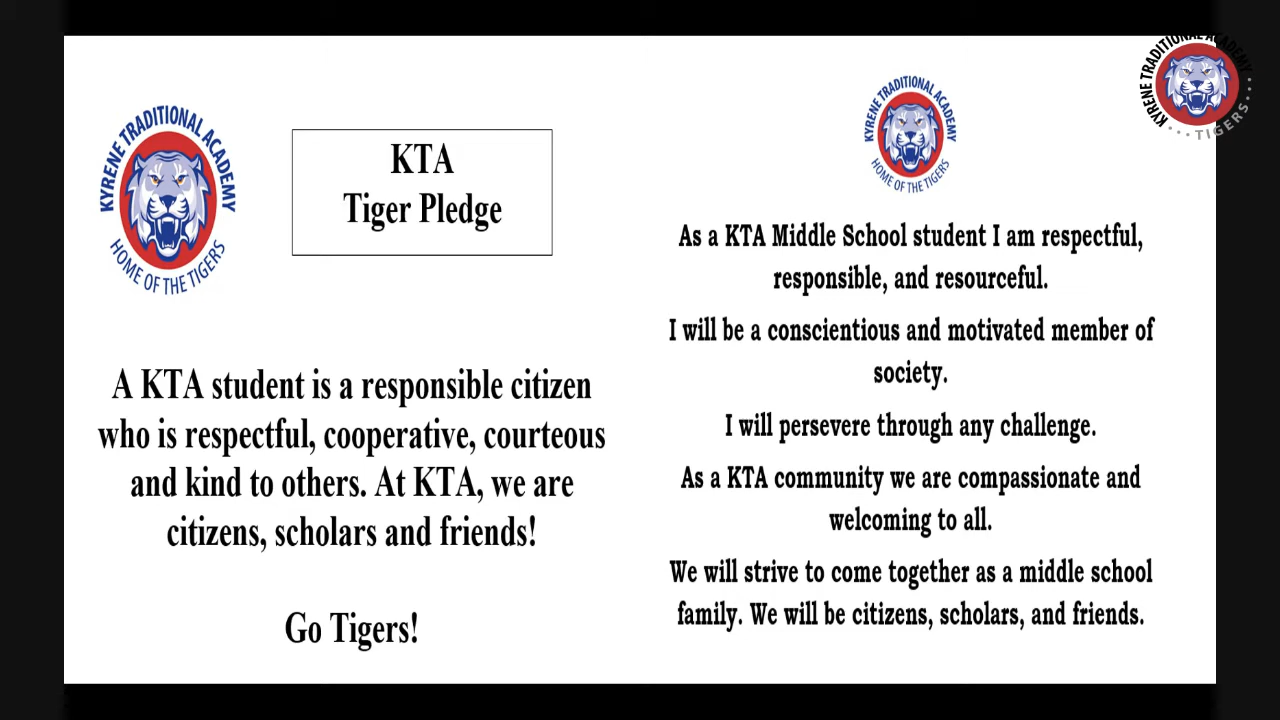 KYRENE TRADITIONAL ACADEMY
HOME OF THE TIGERS
KTA
Tiger Pledge
A KTA student is a responsible citizen
who is respectful, cooperative, courteous
and kind to others. At KTA, we are
citizens, scholars and friends!
Go Tigers!
KYRENE TRADITIONAL ACADEMY
HOME OF THE TIGERS
As a KTA Middle School student I am respectful,
responsible, and resourceful.
I will be a conscientious and motivated member of
society.
I will persevere through any challenge.
As a KTA community we are compassionate and
welcoming to all.
We will strive to come together as a middle school
family. We will be citizens, scholars, and friends.
KYRENE TRADITIONAL ACADEMY
TIGERS